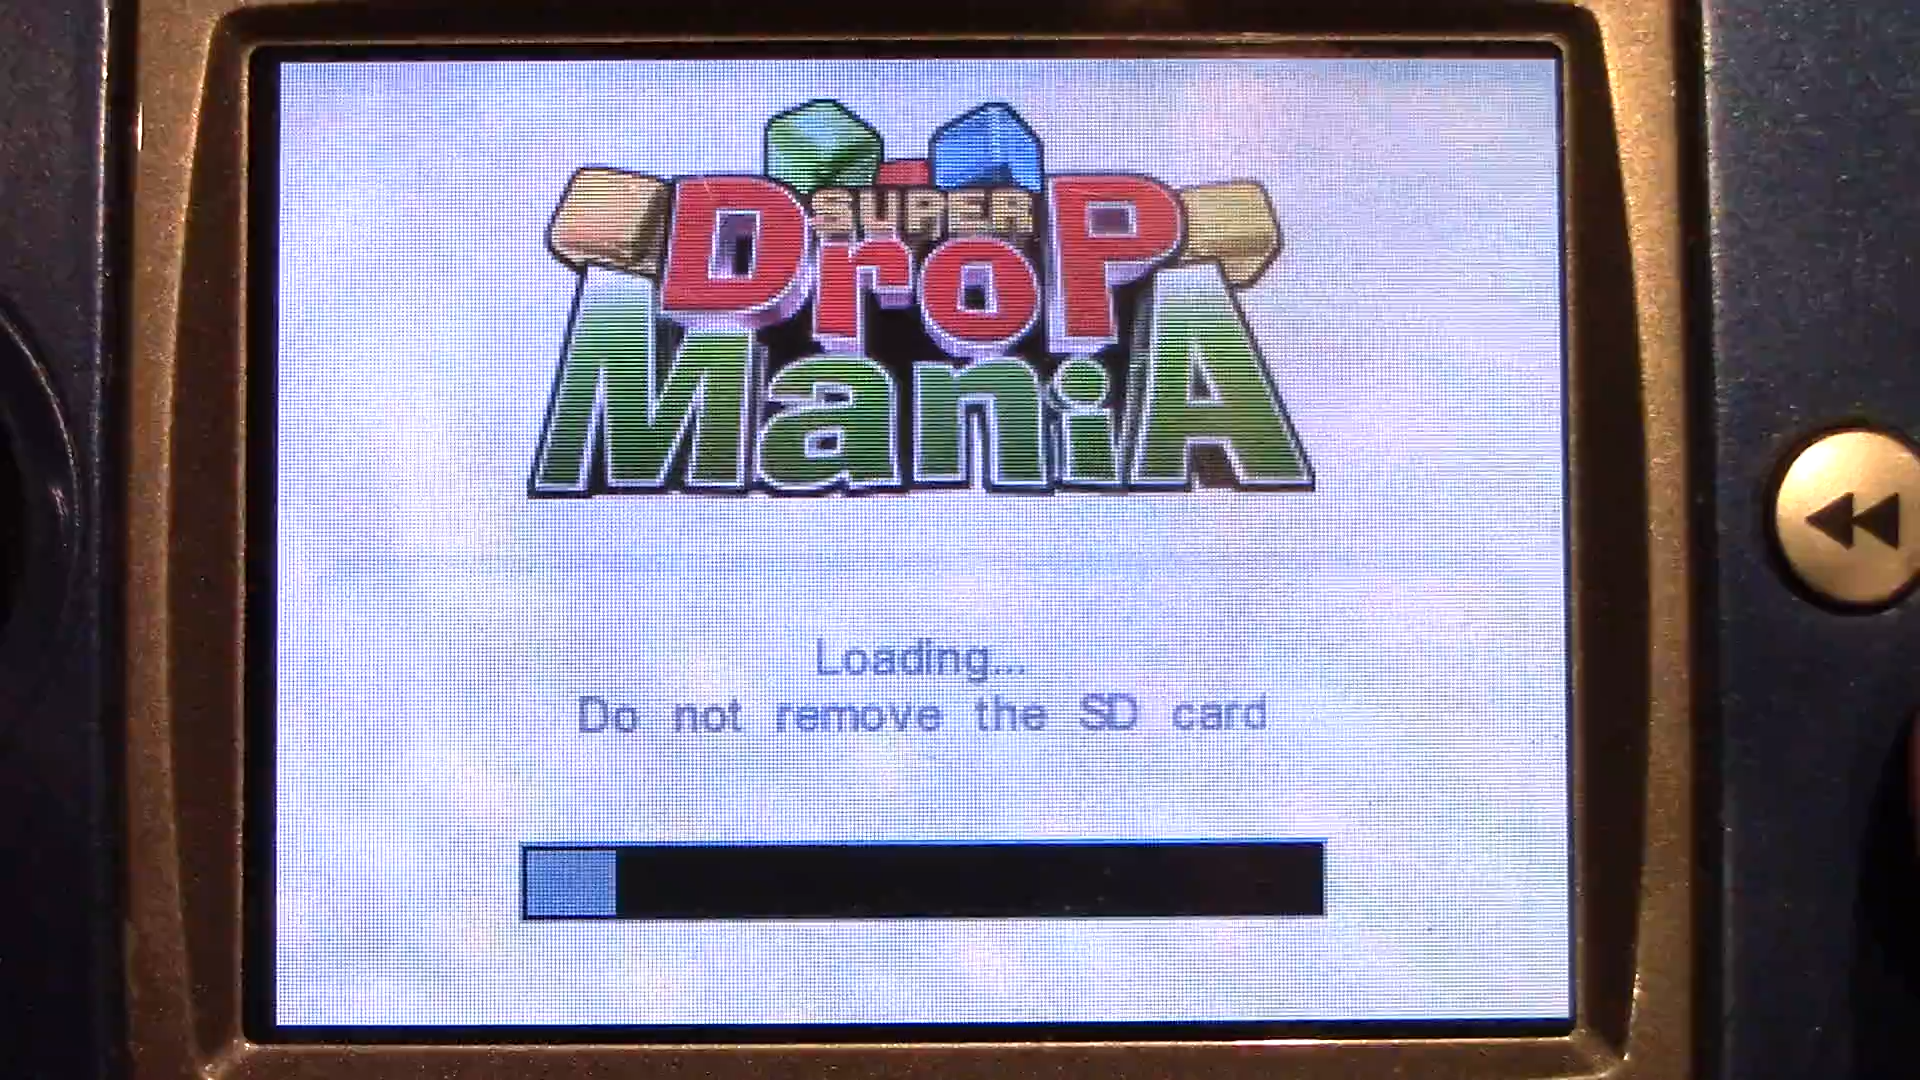 SUPER
DroP
ManiA
Loading...
Do not remove the SD card